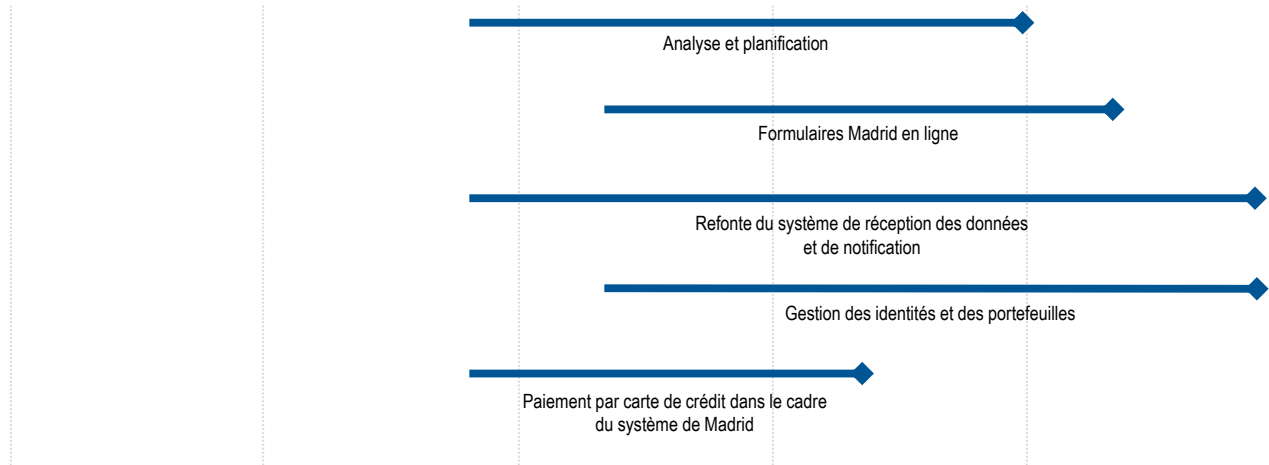 Analyse et planification
Formulaires Madrid en ligne
Refonte du système de réception des données
et de notification
Gestion des identités et des portefeuilles
Paiement par carte de crédit dans le cadre
du système de Madrid